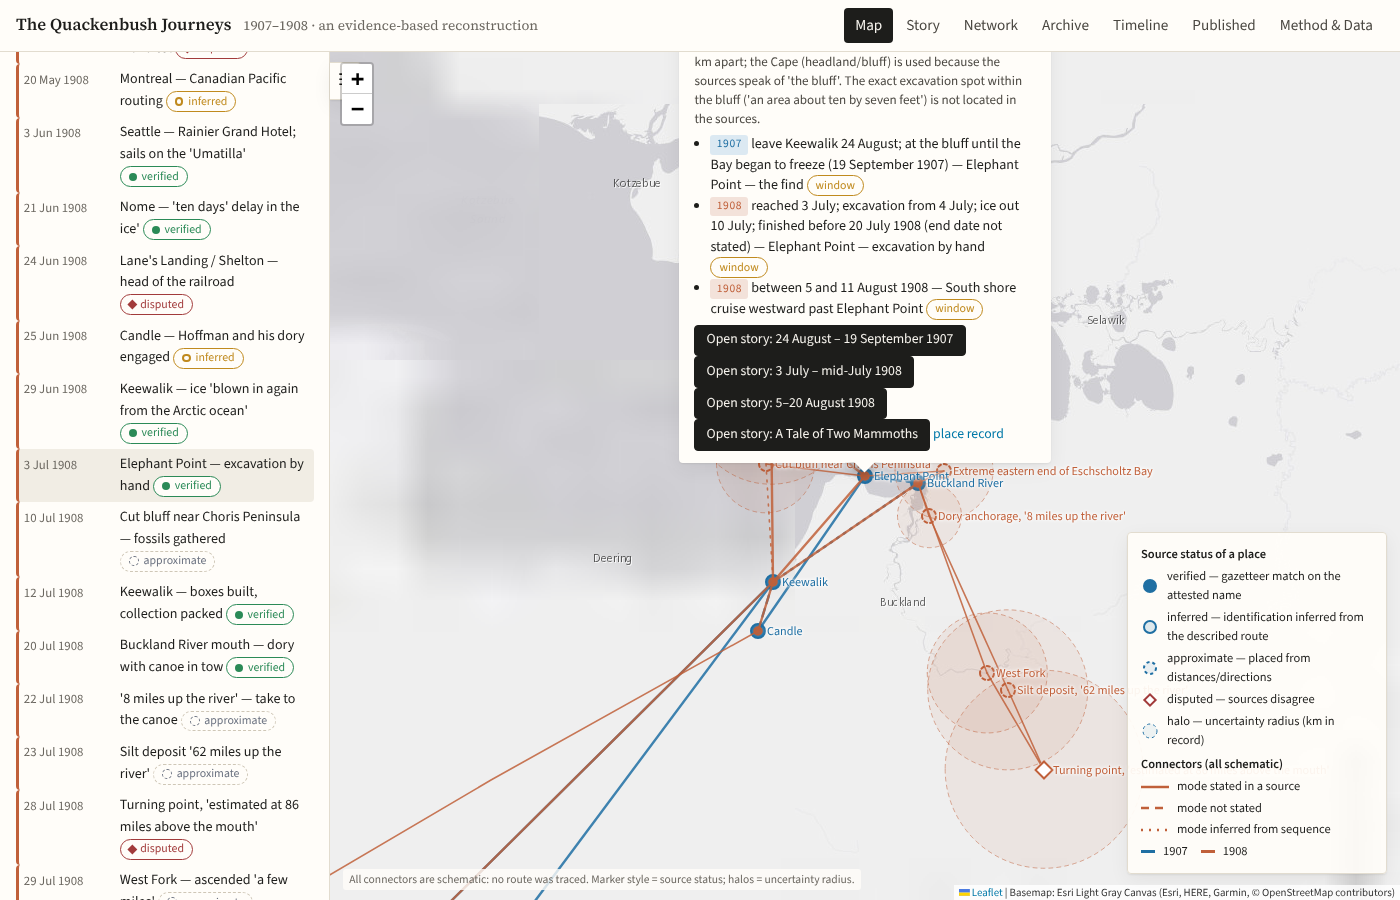 The Quackenbush Journeys 1907–1908 · an evidence-based reconstruction
Map Story Network Archive Timeline Published Method & Data
20 May 1908 Montreal — Canadian Pacific
routing inferred
3 Jun 1908 Seattle — Rainier Grand Hotel;
sails on the 'Umatilla'
verified
21 Jun 1908 Nome — 'ten days' delay in the
ice' verified
24 Jun 1908 Lane's Landing / Shelton —
head of the railroad
disputed
25 Jun 1908 Candle — Hoffman and his dory
engaged inferred
29 Jun 1908 Keewalik — ice 'blown in again
from the Arctic ocean'
verified
3 Jul 1908 Elephant Point — excavation by
hand verified
10 Jul 1908 Cut bluff near Choris Peninsula
— fossils gathered
approximate
12 Jul 1908 Keewalik — boxes built,
collection packed verified
20 Jul 1908 Buckland River mouth — dory
with canoe in tow verified
22 Jul 1908 '8 miles up the river' — take to
the canoe approximate
23 Jul 1908 Silt deposit '62 miles up the
river' approximate
28 Jul 1908 Turning point, 'estimated at 86
miles above the mouth'
disputed
29 Jul 1908 West Fork — ascended 'a few
+
−
km apart; the Cape (headland/bluff) is used because the
sources speak of 'the bluff'. The exact excavation spot within
the bluff ('an area about ten by seven feet') is not located in
the sources.
1907 leave Keewalik 24 August; at the bluff until the
Bay began to freeze (19 September 1907) — Elephant
Point — the find window
1908 reached 3 July; excavation from 4 July; ice out
10 July; finished before 20 July 1908 (end date not
stated) — Elephant Point — excavation by hand
window
1908 between 5 and 11 August 1908 — South shore
cruise westward past Elephant Point window
Open story: 24 August – 19 September 1907
Open story: 3 July – mid-July 1908
Open story: 5–20 August 1908
Open story: A Tale of Two Mammoths place record
Kotzebue
Selawik
Cut bluff near Choris Peninsula
Elephant Point
Extreme eastern end of Eschscholtz Bay
Buckland River
Dory anchorage, '8 miles up the river'
Deering
Keewalik
Buckland
Candle
West Fork
Silt deposit, '62 miles
Turning point,
Source status of a place
verified — gazetteer match on the
attested name
inferred — identification inferred from
the described route
approximate — placed from
distances/directions
disputed — sources disagree
halo — uncertainty radius (km in
record)
Connectors (all schematic)
mode stated in a source
mode not stated
mode inferred from sequence
1907 1908
All connectors are schematic: no route was traced. Marker style = source status; halos = uncertainty radius.
Leaflet | Basemap: Esri Light Gray Canvas (Esri, HERE, Garmin, © OpenStreetMap contributors)